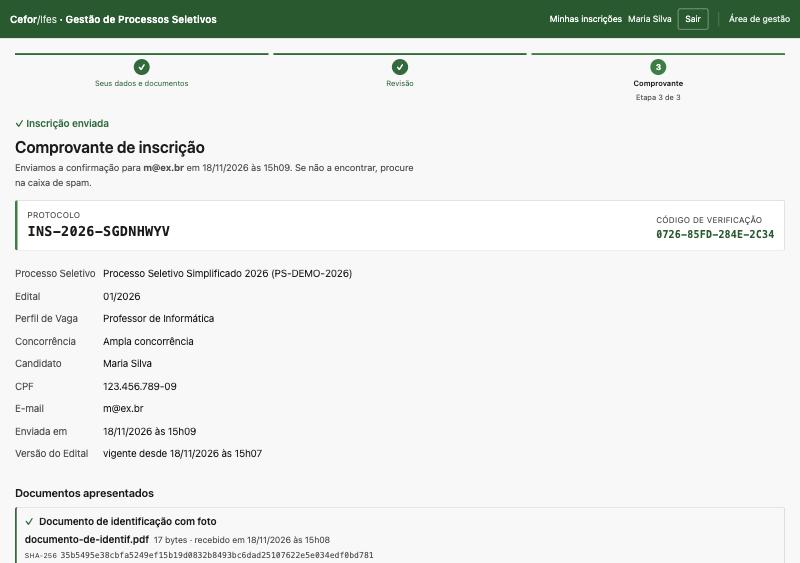 Cefor/Ifes · Gestão de Processos Seletivos
Minhas inscrições Maria Silva Sair Área de gestão
Seus dados e documentos
Revisão
3
Comprovante
Etapa 3 de 3
✓ Inscrição enviada
Comprovante de inscrição
Enviamos a confirmação para m@ex.br em 18/11/2026 às 15h09. Se não a encontrar, procure
na caixa de spam.
PROTOCOLO
INS-2026-SGDNHWYV
CÓDIGO DE VERIFICAÇÃO
0726-85FD-284E-2C34
Processo Seletivo Processo Seletivo Simplificado 2026 (PS-DEMO-2026)
Edital 01/2026
Perfil de Vaga Professor de Informática
Concorrência Ampla concorrência
Candidato Maria Silva
CPF 123.456.789-09
E-mail m@ex.br
Enviada em 18/11/2026 às 15h09
Versão do Edital vigente desde 18/11/2026 às 15h07
Documentos apresentados
✓ Documento de identificação com foto
documento-de-identif.pdf 17 bytes · recebido em 18/11/2026 às 15h08
SHA-256 35b5495e38cbfa5249ef15b19d0832b8493bc6dad25107622e5e034edf0bd781